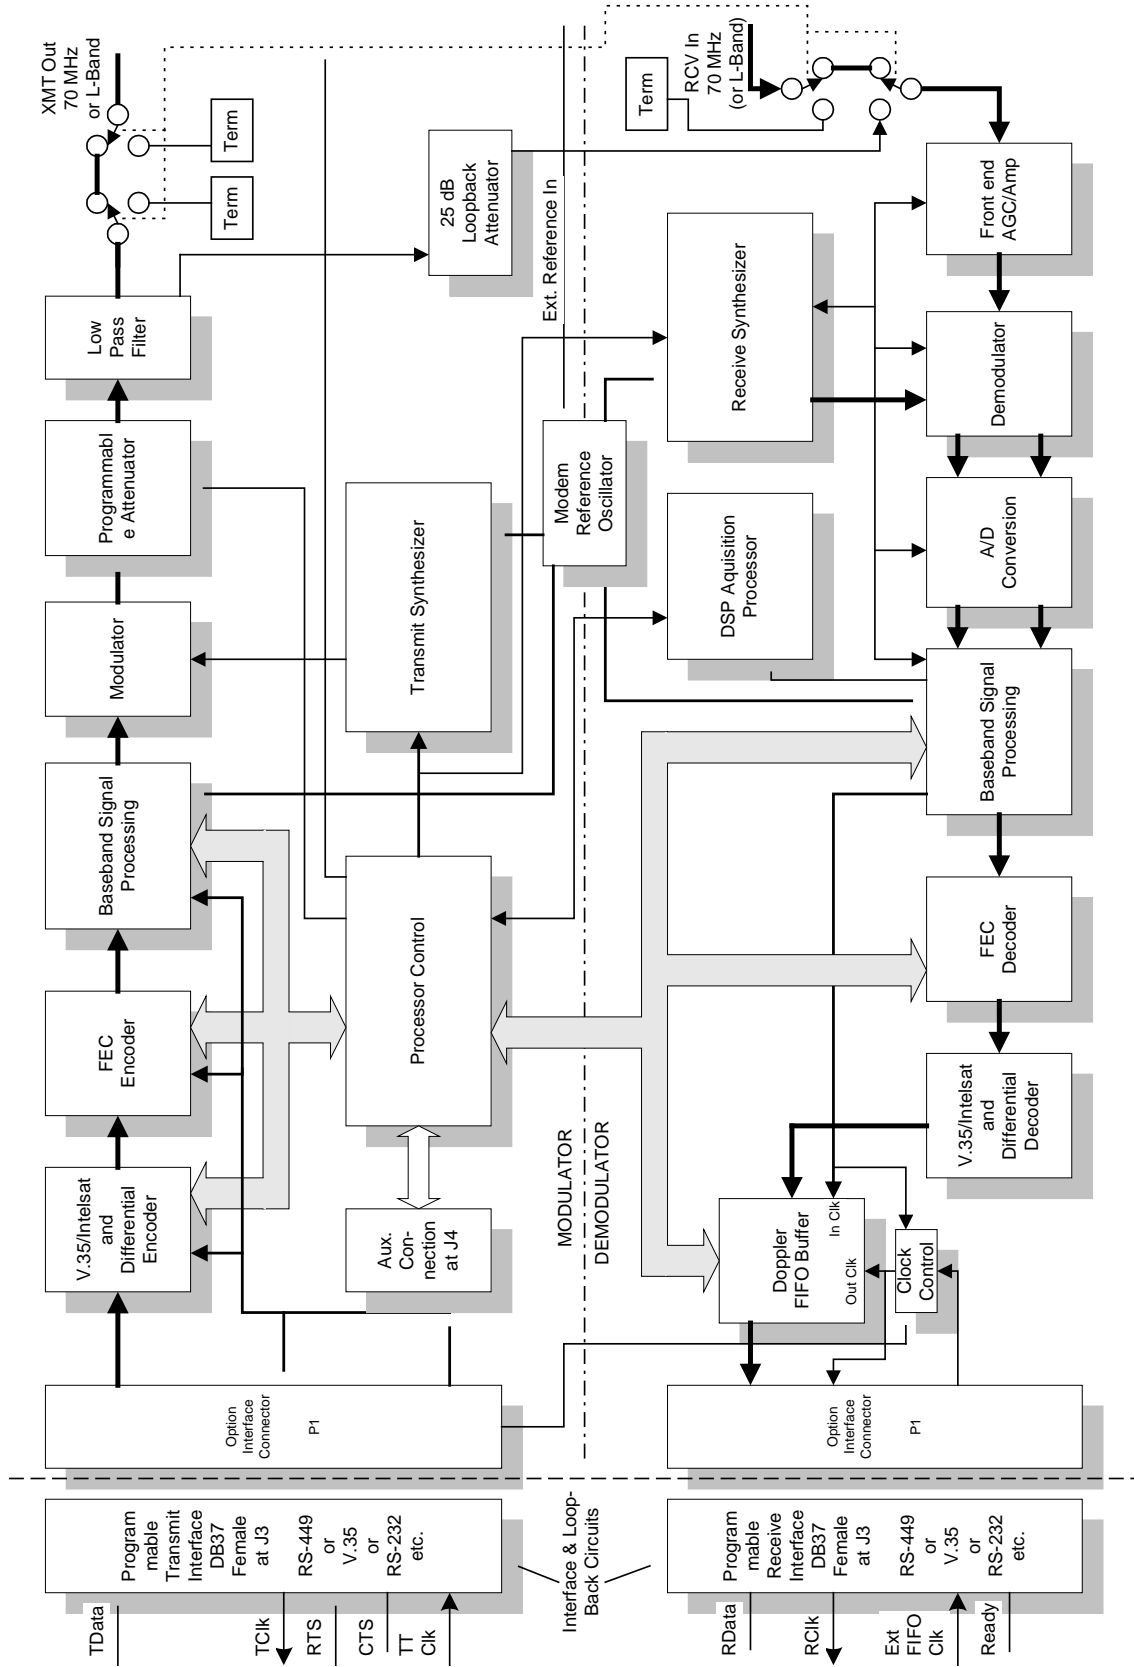 XMT Out
70 MHz
or L-Band
Term
Term
Low
Pass
Filter
Programmabl
e Attenuator
Modulator
Baseband Signal
Processing
FEC
Encoder
V.35/Intelsat
and
Differential
Encoder
Option
Interface
Connector
P1
Program
mable
Transmit
Interface
DB37
Female
at J3
RS-449
or
V.35
or
RS-232
etc.
TData
TClk
RTS
CTS
TT
Clk
25 dB
Loopback
Attenuator
Ext. Reference In
Transmit Synthesizer
Modem
Reference
Oscillator
Processor Control
Aux.
Con-
nection
at J4
MODULATOR
DEMODULATOR
Interface & Loop-
Back Circuits
RCV In
70 MHz
(or L-Band)
Term
Front end
AGC/Amp
Receive Synthesizer
Demodulator
DSP Aquisition
Processor
A/D
Conversion
Baseband Signal
Processing
FEC
Decoder
V.35/Intelsat
and
Differential
Decoder
Doppler
FIFO Buffer
In Clk
Out Clk
Clock
Control
Option
Interface
Connector
P1
Program
mable
Receive
Interface
DB37
Female
at J3
RS-449
or
V.35
or
RS-232
etc.
RData
RClk
Ext
FIFO
Clk
Ready